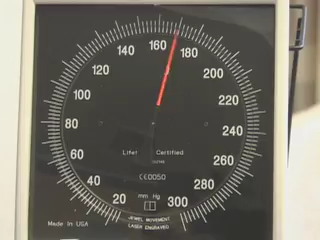 160
140
180
120
200
100
220
80
240
60
260
40
280
20
300
Certified
CE0050
mm Hg
JEWEL MOVEMENT
LASER ENGRAVED
Made In USA